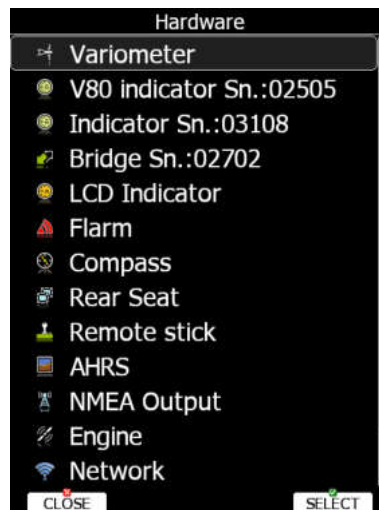 Hardware
Variometer
V80 indicator Sn.:02505
Indicator Sn.:03108
Bridge Sn.:02702
LCD Indicator
Flarm
Compass
Rear Seat
Remote stick
AHRS
NMEA Output
Engine
Network
CLOSE SELECT